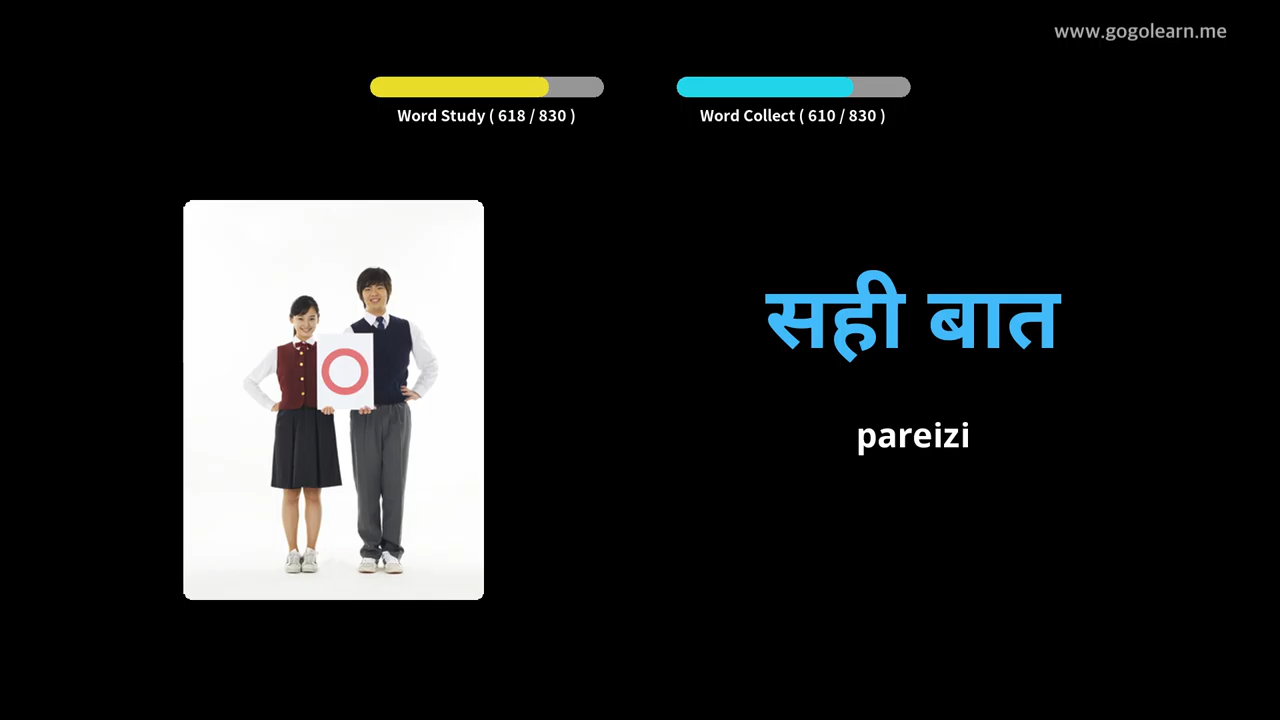 www.gogolearn.me
Word Study ( 618 / 830 )
Word Collect ( 610 / 830 )
सही बात
pareizi